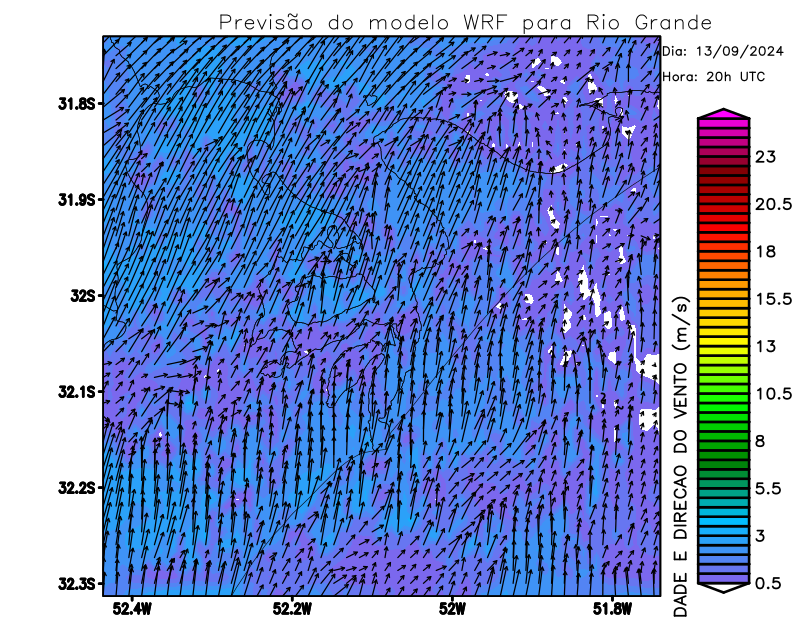 Previsão do modelo WRF para Rio Grande
Dia: 13/09/2024
Hora: 20h UTC
31.8S
31.9S
32S
32.1S
32.2S
32.3S
52.4W
52.2W
52W
51.8W
23
20.5
18
15.5
13
10.5
8
5.5
3
0.5
DADE E DIRECAO DO VENTO (m/s)